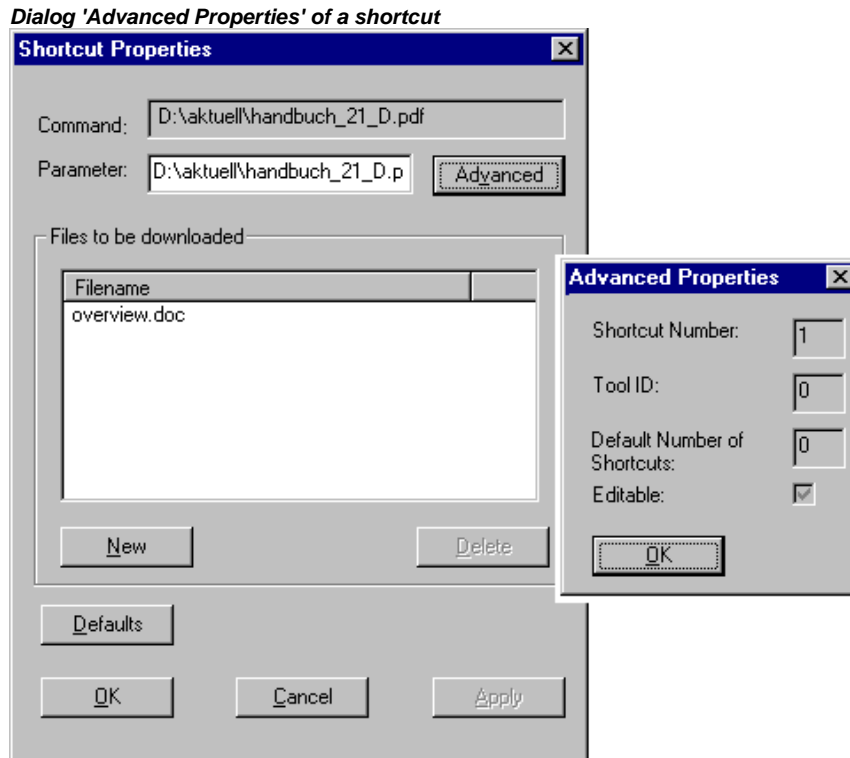 Dialog 'Advanced Properties' of a shortcut
Shortcut Properties
Command:
D:\aktuell\handbuch_21_D.pdf
Parameter:
D:\aktuell\handbuch_21_D.p
Advanced
Files to be downloaded
Filename
overview.doc
New
Delete
Defaults
OK
Cancel
Apply
Advanced Properties
Shortcut Number:
1
Tool ID:
0
Default Number of
Shortcuts:
0
Editable:
OK